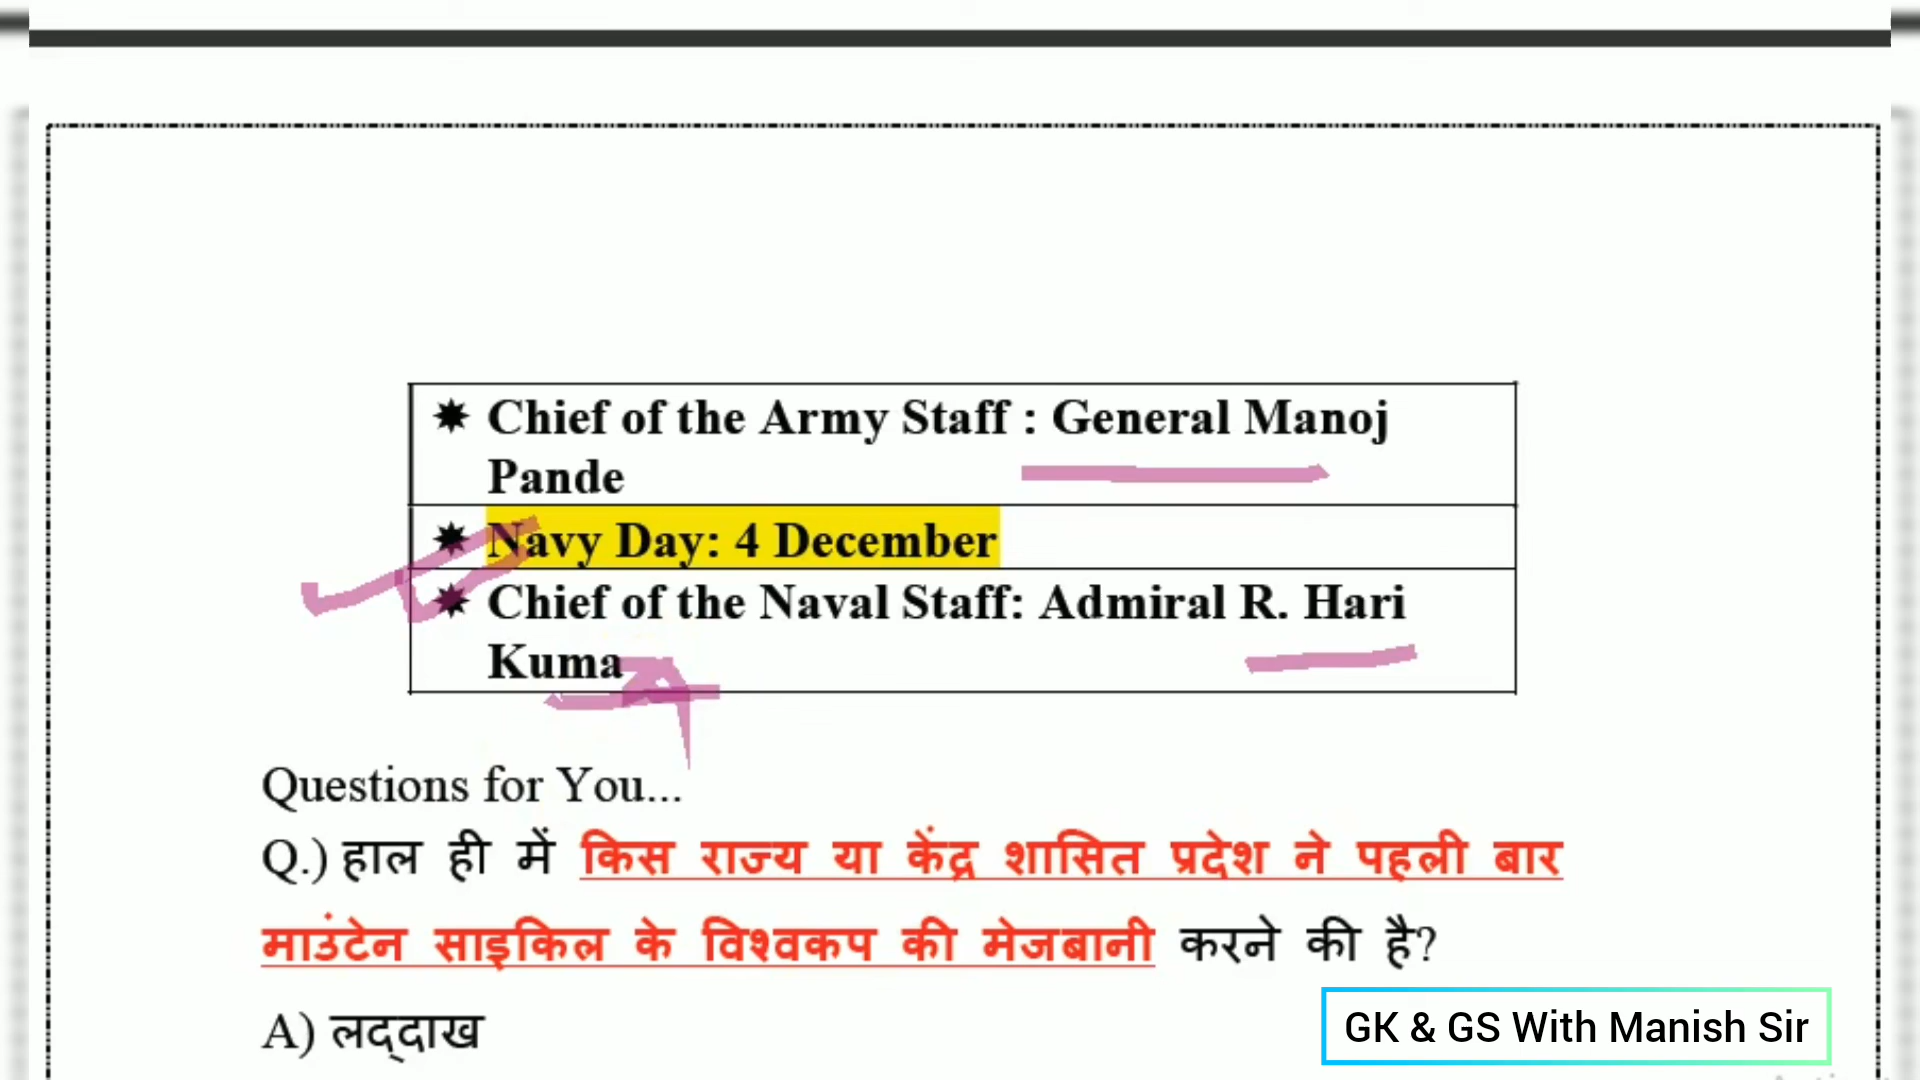 ✷ Chief of the Army Staff : General Manoj
Pande
✷ Navy Day: 4 December
✷ Chief of the Naval Staff: Admiral R. Hari
Kuma
Questions for You...
Q.) हाल ही में किस राज्य या केंद्र शासित प्रदेश ने पहली बार
माउंटेन साइकिल के विश्वकप की मेजबानी करने की है?
A) लद्दाख
GK & GS With Manish Sir